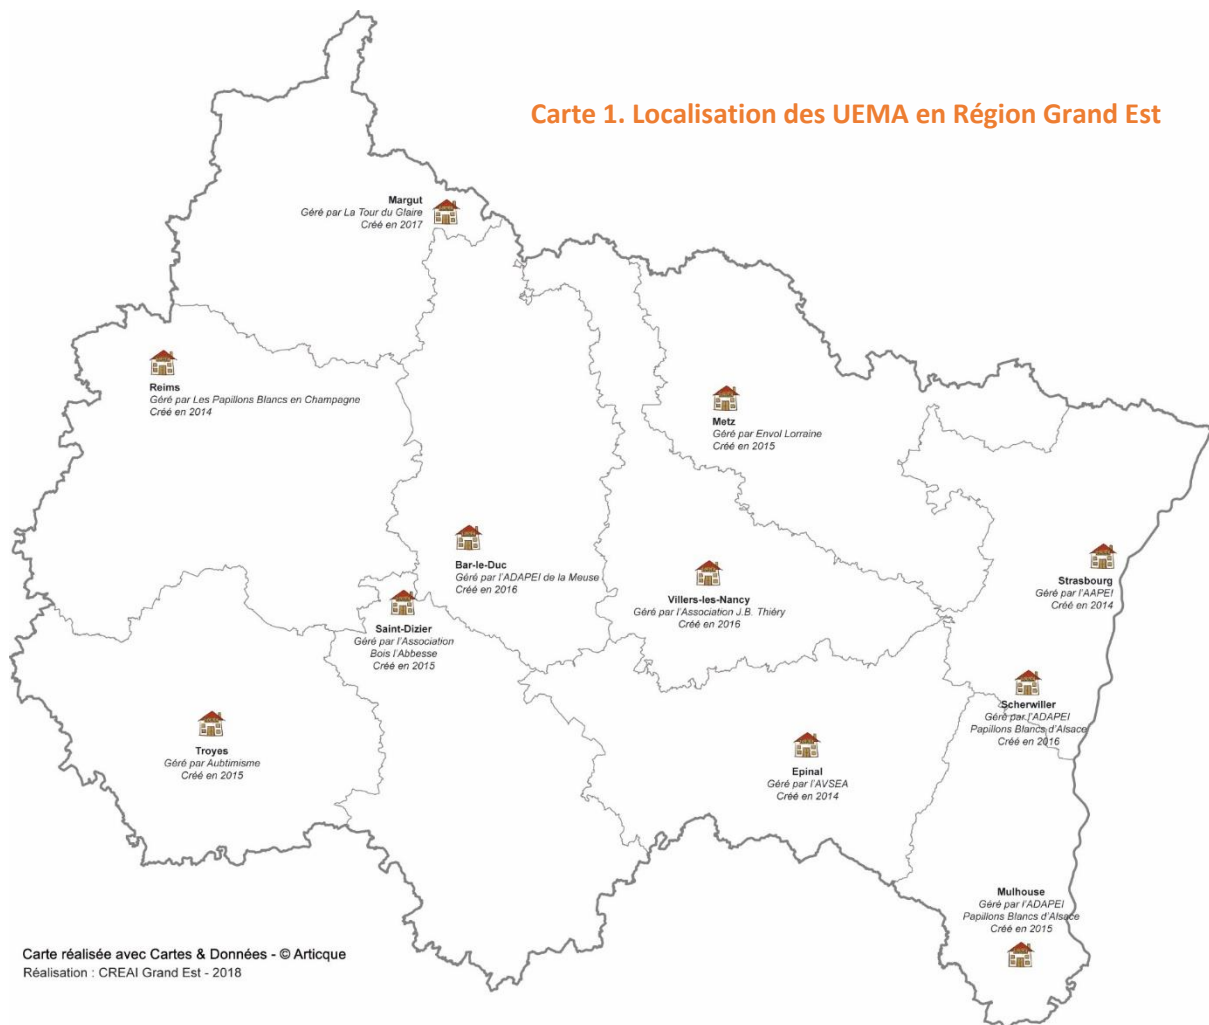 Carte 1. Localisation des UEMA en Région Grand Est
Margut
Géré par La Tour du Glaire
Créé en 2017
Reims
Géré par Les Papillons Blancs en Champagne
Créé en 2014
Metz
Géré par Envol Lorraine
Créé en 2015
Bar-le-Duc
Géré par l'ADAPEI de la Meuse
Créé en 2016
Villers-les-Nancy
Géré par l'Association J.B. Thiéry
Créé en 2016
Strasbourg
Géré par l'AAPEI
Créé en 2014
Saint-Dizier
Géré par l'Association
Bois l'Abbesse
Créé en 2015
Scherwiller
Géré par l'ADAPEI
Papillons Blancs d'Alsace
Créé en 2016
Troyes
Géré par Aubtimisme
Créé en 2015
Epinal
Géré par l'AVSEA
Créé en 2014
Mulhouse
Géré par l'ADAPEI
Papillons Blancs d'Alsace
Créé en 2015
Carte réalisée avec Cartes & Données - © Articque
Réalisation : CREAI Grand Est - 2018